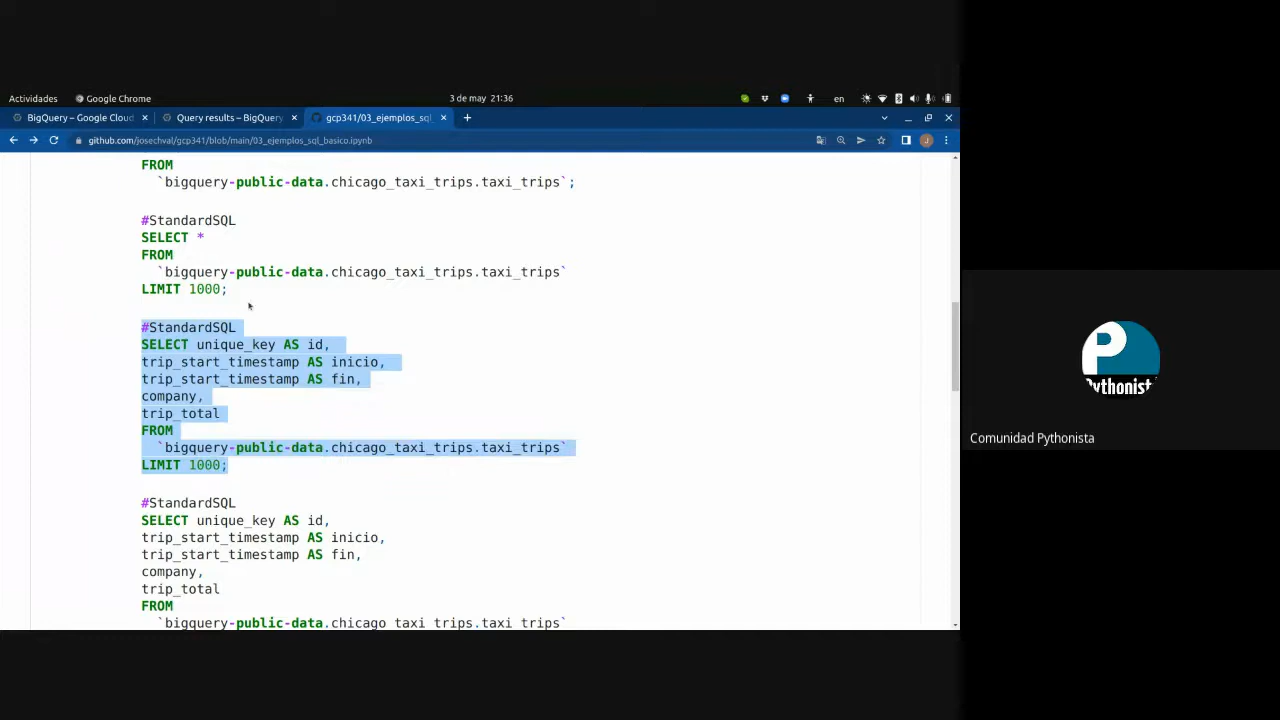 Actividades
Google Chrome
3 de may 21:36
en
BigQuery – Google Cloud
Query results – BigQuery
gcp341/03_ejemplos_sql
github.com/josechval/gcp341/blob/main/03_ejemplos_sql_basico.ipynb
FROM
`bigquery-public-data.chicago_taxi_trips.taxi_trips`;
#StandardSQL
SELECT *
FROM
`bigquery-public-data.chicago_taxi_trips.taxi_trips`
LIMIT 1000;
#StandardSQL
SELECT unique_key AS id,
trip_start_timestamp AS inicio,
trip_start_timestamp AS fin,
company,
trip_total
FROM
`bigquery-public-data.chicago_taxi_trips.taxi_trips`
LIMIT 1000;
#StandardSQL
SELECT unique_key AS id,
trip_start_timestamp AS inicio,
trip_start_timestamp AS fin,
company,
trip_total
FROM
`bigquery-public-data.chicago_taxi_trips.taxi_trips`
Pythonist
Comunidad Pythonista